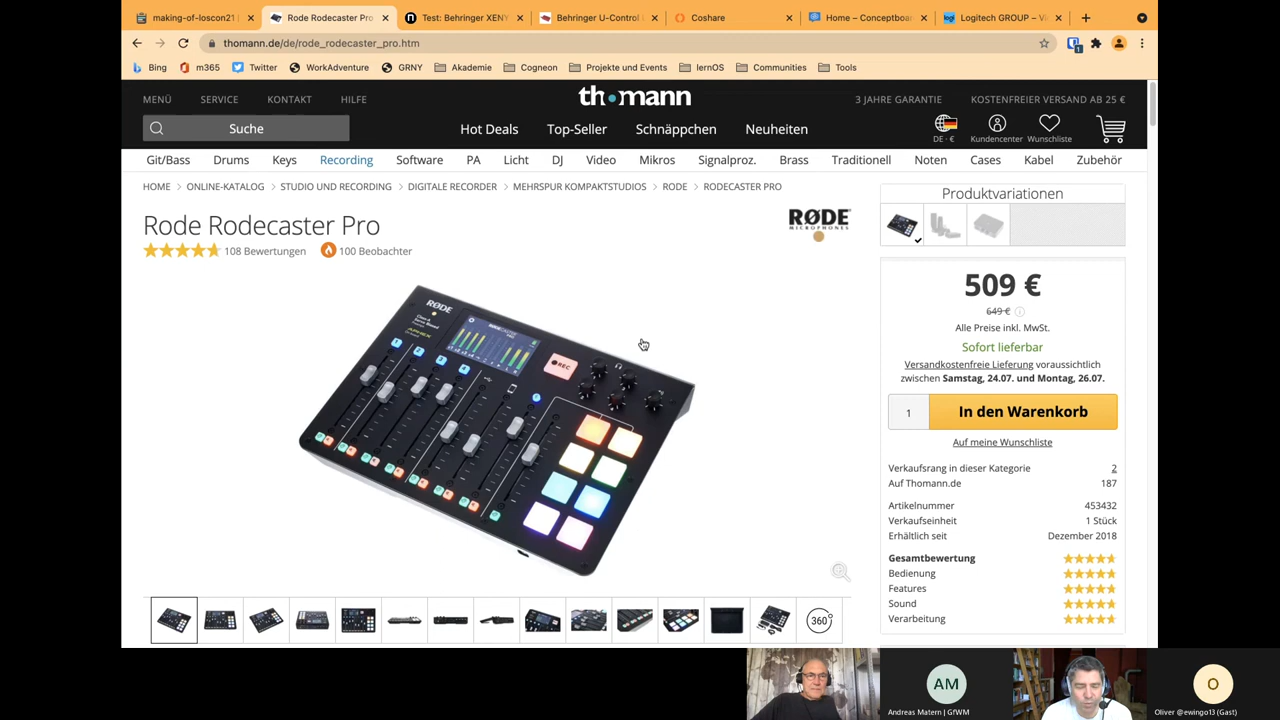 making-of-loscon21 |
Rode Rodecaster Pro –
Test: Behringer XENY
Behringer U-Control
Coshare
Home – Conceptboa
Logitech GROUP – Vi
thomann.de/de/rode_rodecaster_pro.htm
Bing
m365
Twitter
WorkAdventure
GRNY
Akademie
Cogneon
Projekte und Events
lernOS
Communities
Tools
MENÜ
SERVICE
KONTAKT
HILFE
th•mann
3 JAHRE GARANTIE
KOSTENFREIER VERSAND AB 25 €
Suche
Hot Deals
Top-Seller
Schnäppchen
Neuheiten
DE · €
Kundencenter
Wunschliste
Git/Bass
Drums
Keys
Recording
Software
PA
Licht
DJ
Video
Mikros
Signalproz.
Brass
Traditionell
Noten
Cases
Kabel
Zubehör
HOME > ONLINE-KATALOG > STUDIO UND RECORDING > DIGITALE RECORDER > MEHRSPUR KOMPAKTSTUDIOS > RODE > RODECASTER PRO
Rode Rodecaster Pro
108 Bewertungen
100 Beobachter
RØDE
MICROPHONES
RØDE
REC
360°
Produktvariationen
509 €
649 €
Alle Preise inkl. MwSt.
Sofort lieferbar
Versandkostenfreie Lieferung voraussichtlich
zwischen Samstag, 24.07. und Montag, 26.07.
1
In den Warenkorb
Auf meine Wunschliste
Verkaufsrang in dieser Kategorie 2
Auf Thomann.de 187
Artikelnummer 453432
Verkaufseinheit 1 Stück
Erhältlich seit Dezember 2018
Gesamtbewertung
Bedienung
Features
Sound
Verarbeitung
AM
Andreas Matern | GfWM
O
Oliver @ewingo13 (Gast)